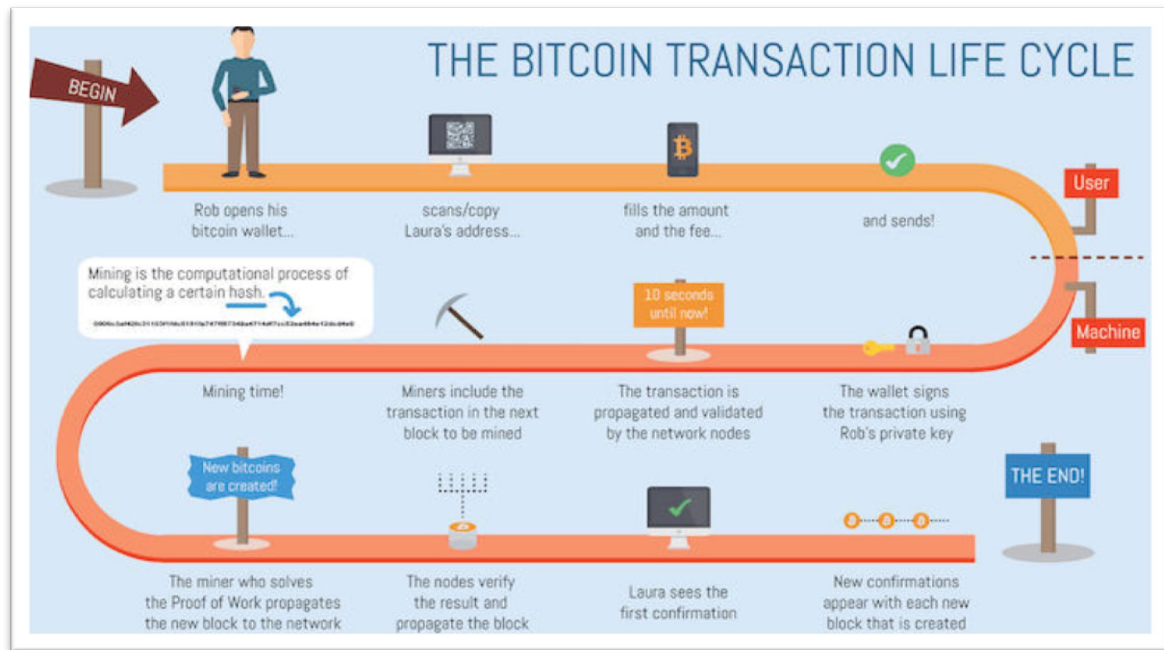 THE BITCOIN TRANSACTION LIFE CYCLE
BEGIN
Rob opens his
bitcoin wallet...
scans/copy
Laura's address...
fills the amount
and the fee...
and sends!
User
Machine
The wallet signs
the transaction using
Rob's private key
10 seconds
until now!
The transaction is
propagated and validated
by the network nodes
Miners include the
transaction in the next
block to be mined
Mining is the computational process of
calculating a certain hash.
Mining time!
New bitcoins
are created!
The miner who solves
the Proof of Work propagates
the new block to the network
The nodes verify
the result and
propagate the block
Laura sees the
first confirmation
New confirmations
appear with each new
block that is created
THE END!